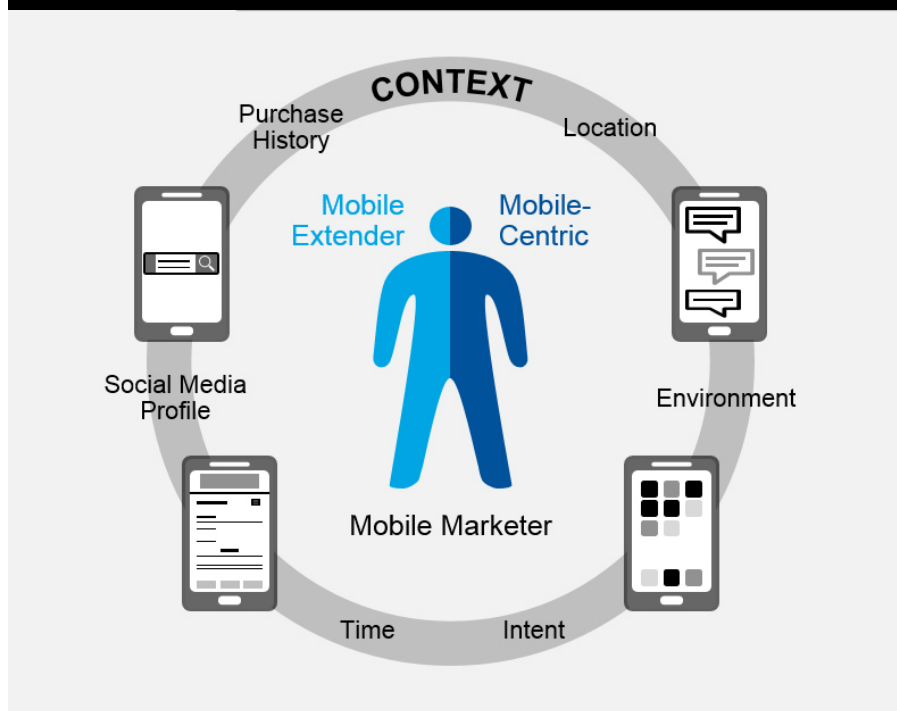 CONTEXT
Purchase
History
Location
Mobile
Extender
Mobile-
Centric
Social Media
Profile
Environment
Mobile Marketer
Time
Intent